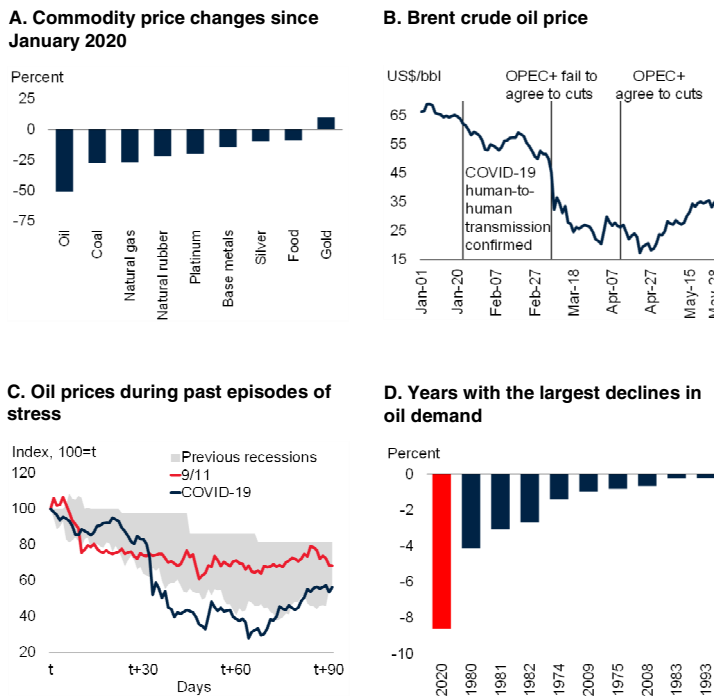 A. Commodity price changes since
January 2020
Percent
25
0
-25
-50
-75
Oil
Coal
Natural gas
Natural rubber
Platinum
Base metals
Silver
Food
Gold
B. Brent crude oil price
US$/bbl
OPEC+ fail to
agree to cuts
OPEC+
agree to cuts
65
55
45
35
25
15
COVID-19
human-to-
human
transmission
confirmed
Jan-01
Jan-20
Feb-07
Feb-27
Mar-18
Apr-07
Apr-27
May-15
May-28
C. Oil prices during past episodes of
stress
Index, 100=t
Previous recessions
9/11
COVID-19
120
100
80
60
40
20
t
t+30
t+60
t+90
Days
D. Years with the largest declines in
oil demand
Percent
0
-2
-4
-6
-8
-10
2020
1980
1981
1982
1974
2009
1975
2008
983
1993